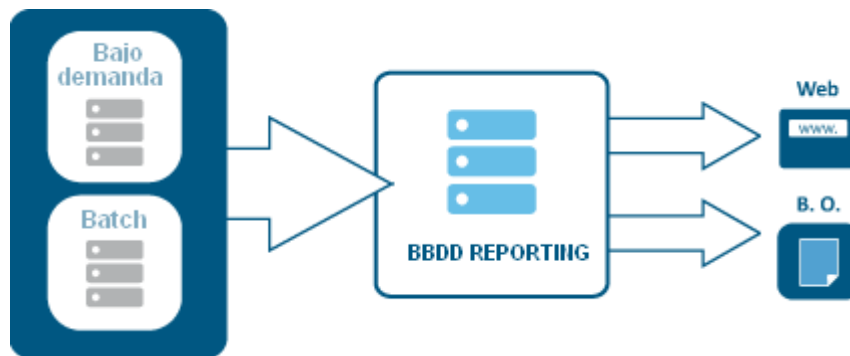 Bajo
demanda
Batch
BBDD REPORTING
Web
www.
B. O.